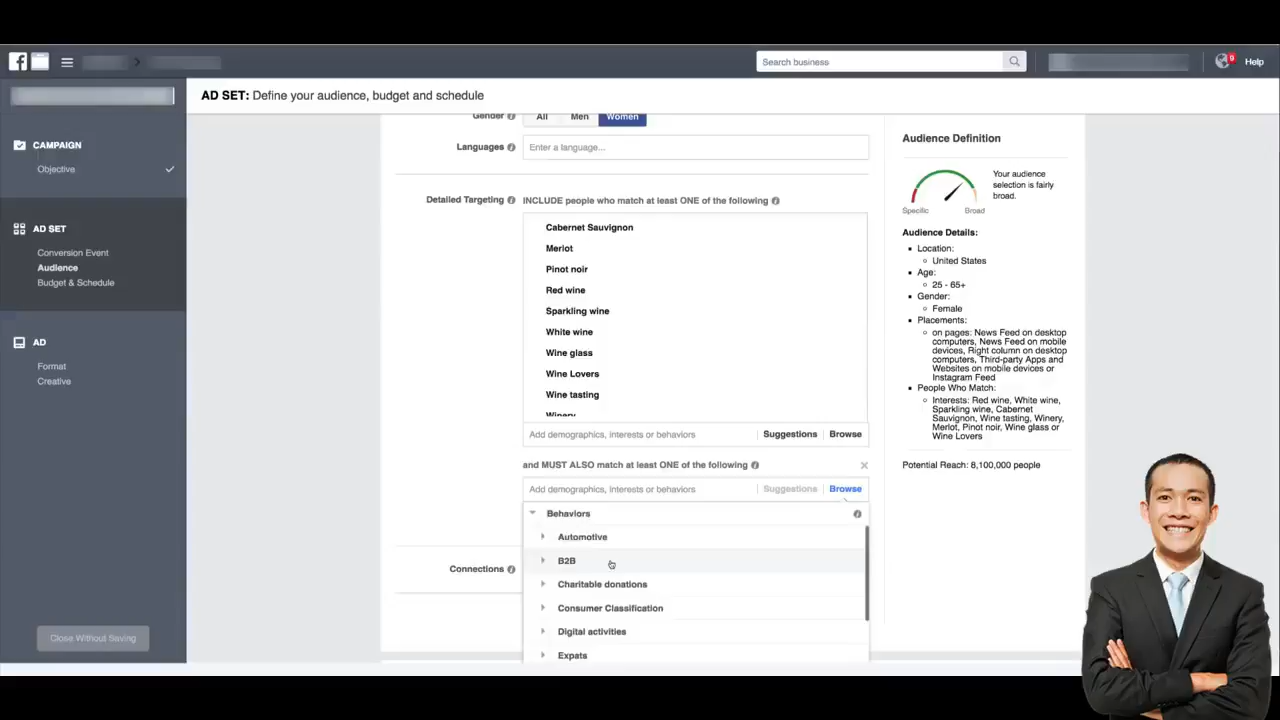 f
Search business
9
Help
AD SET: Define your audience, budget and schedule
CAMPAIGN
Objective
AD SET
Conversion Event
Audience
Budget & Schedule
AD
Format
Creative
Close Without Saving
Gender
All
Men
Women
Languages
Enter a language...
Detailed Targeting
INCLUDE people who match at least ONE of the following
Cabernet Sauvignon
Merlot
Pinot noir
Red wine
Sparkling wine
White wine
Wine glass
Wine Lovers
Wine tasting
Winery
Add demographics, interests or behaviors
Suggestions
Browse
and MUST ALSO match at least ONE of the following
Add demographics, interests or behaviors
Suggestions
Browse
Behaviors
Automotive
B2B
Charitable donations
Consumer Classification
Digital activities
Expats
Connections
Audience Definition
Your audience
selection is fairly
broad.
Specific
Broad
Audience Details:
Location:
United States
Age:
25 - 65+
Gender:
Female
Placements:
on pages: News Feed on desktop
computers, News Feed on mobile
devices, Right column on desktop
computers, Third-party Apps and
Websites on mobile devices or
Instagram Feed
People Who Match:
Interests: Red wine, White wine,
Sparkling wine, Cabernet
Sauvignon, Wine tasting, Winery,
Merlot, Pinot noir, Wine glass or
Wine Lovers
Potential Reach: 8,100,000 people